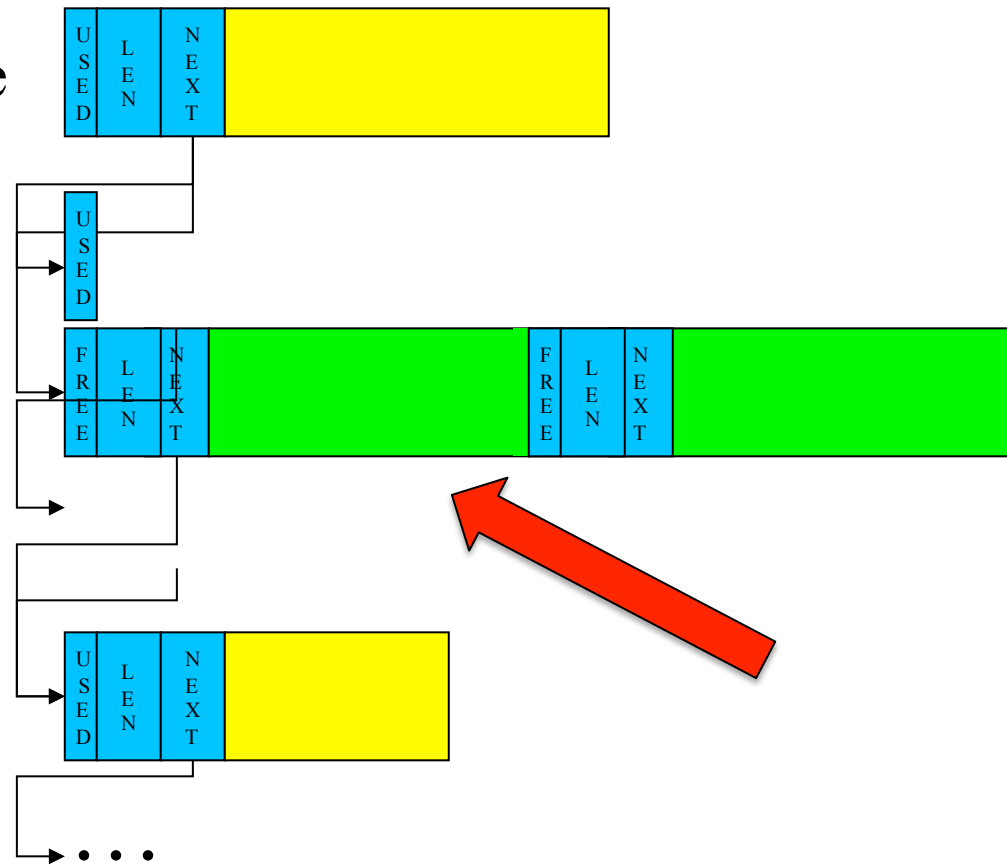 e
USED LEN NEXT
USED
FREE LEN NEXT FREE LEN NEXT
USED LEN NEXT
• • •